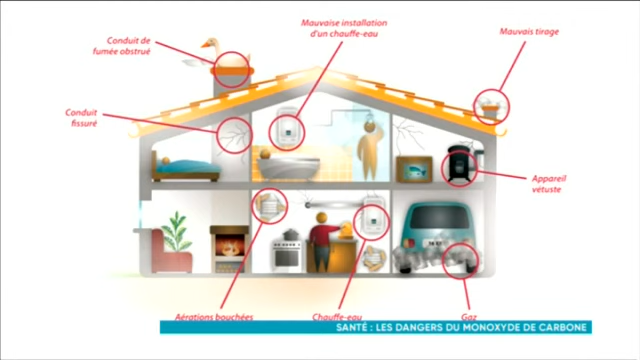 Mauvaise installation
d'un chauffe-eau
Conduit de
fumée obstrué
Mauvais tirage
Conduit
fissuré
Appareil
vétuste
Aérations bouchées
Chauffe-eau
Gaz
SANTÉ : LES DANGERS DU MONOXYDE DE CARBONE